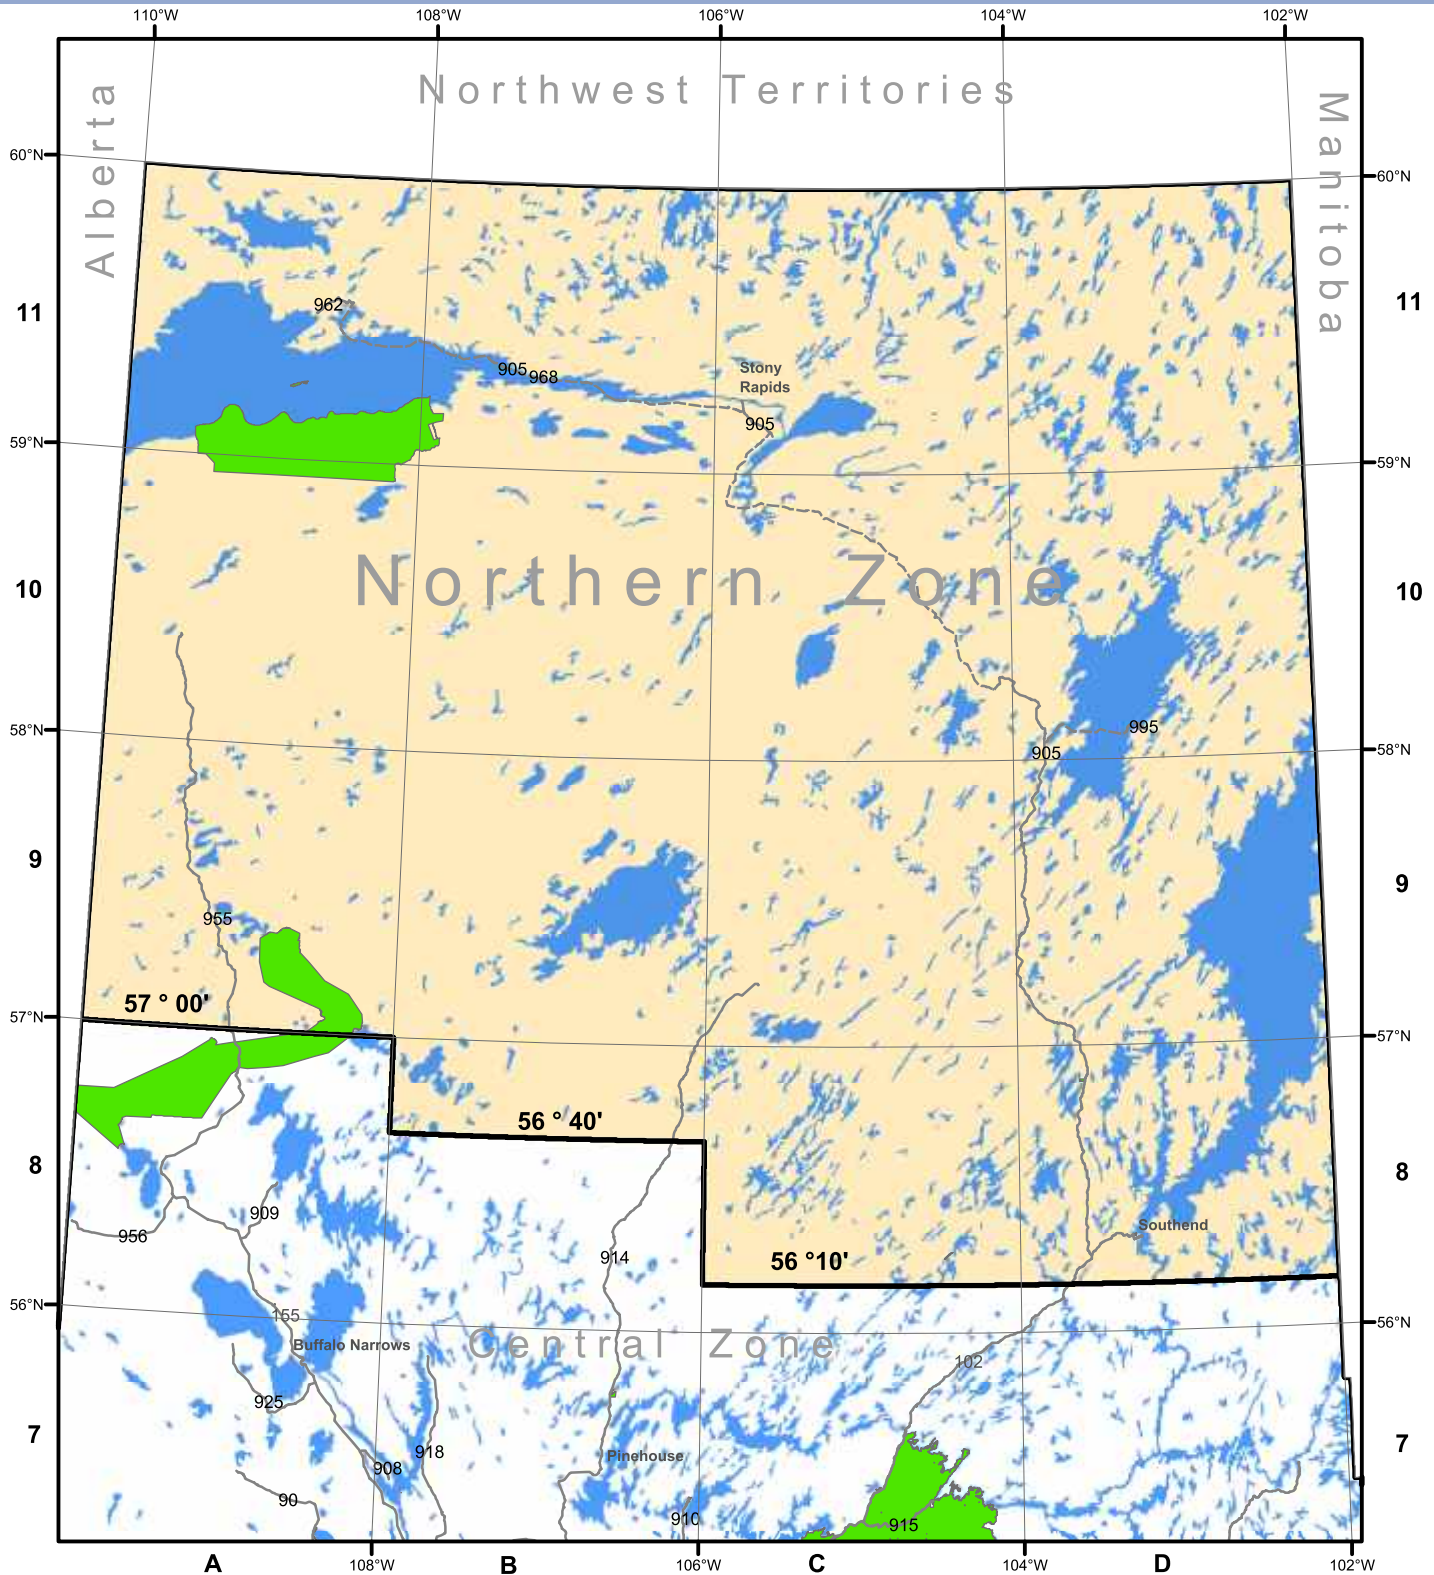 110°W 108°W 106°W 104°W 102°W
Northwest Territories
Alberta
Manitoba
60°N 60°N
11 962 11
905 968
Stony
Rapids
905
59°N 59°N
Northern Zone
10 10
995
58°N 905 58°N
9 9
955
57 ° 00'
57°N 57°N
56 ° 40'
8 8
909
956
Southend
914
56 °10'
56°N 155 56°N
Buffalo Narrows
Central Zone
102
925
7 7
918
Pinehouse
908
90
910
915
A B C D
108°W 106°W 104°W 102°W